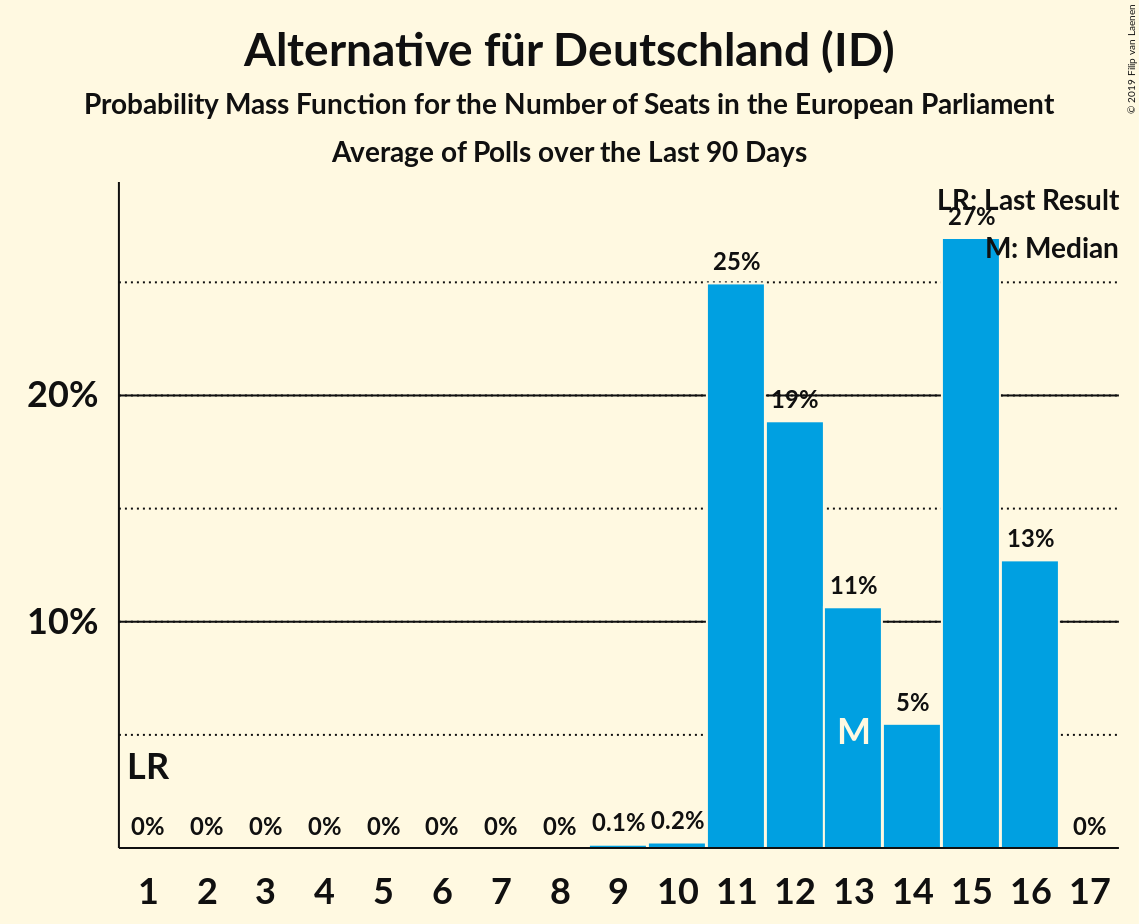 Alternative für Deutschland (ID)
Probability Mass Function for the Number of Seats in the European Parliament
Average of Polls over the Last 90 Days
© 2019 Filip van Laenen
LR: Last Result
M: Median
27%
25%
20%
19%
13%
11%
10%
5%
M
LR
0% 0% 0% 0% 0% 0% 0% 0% 0.1% 0.2% 0%
1 2 3 4 5 6 7 8 9 10 11 12 13 14 15 16 17